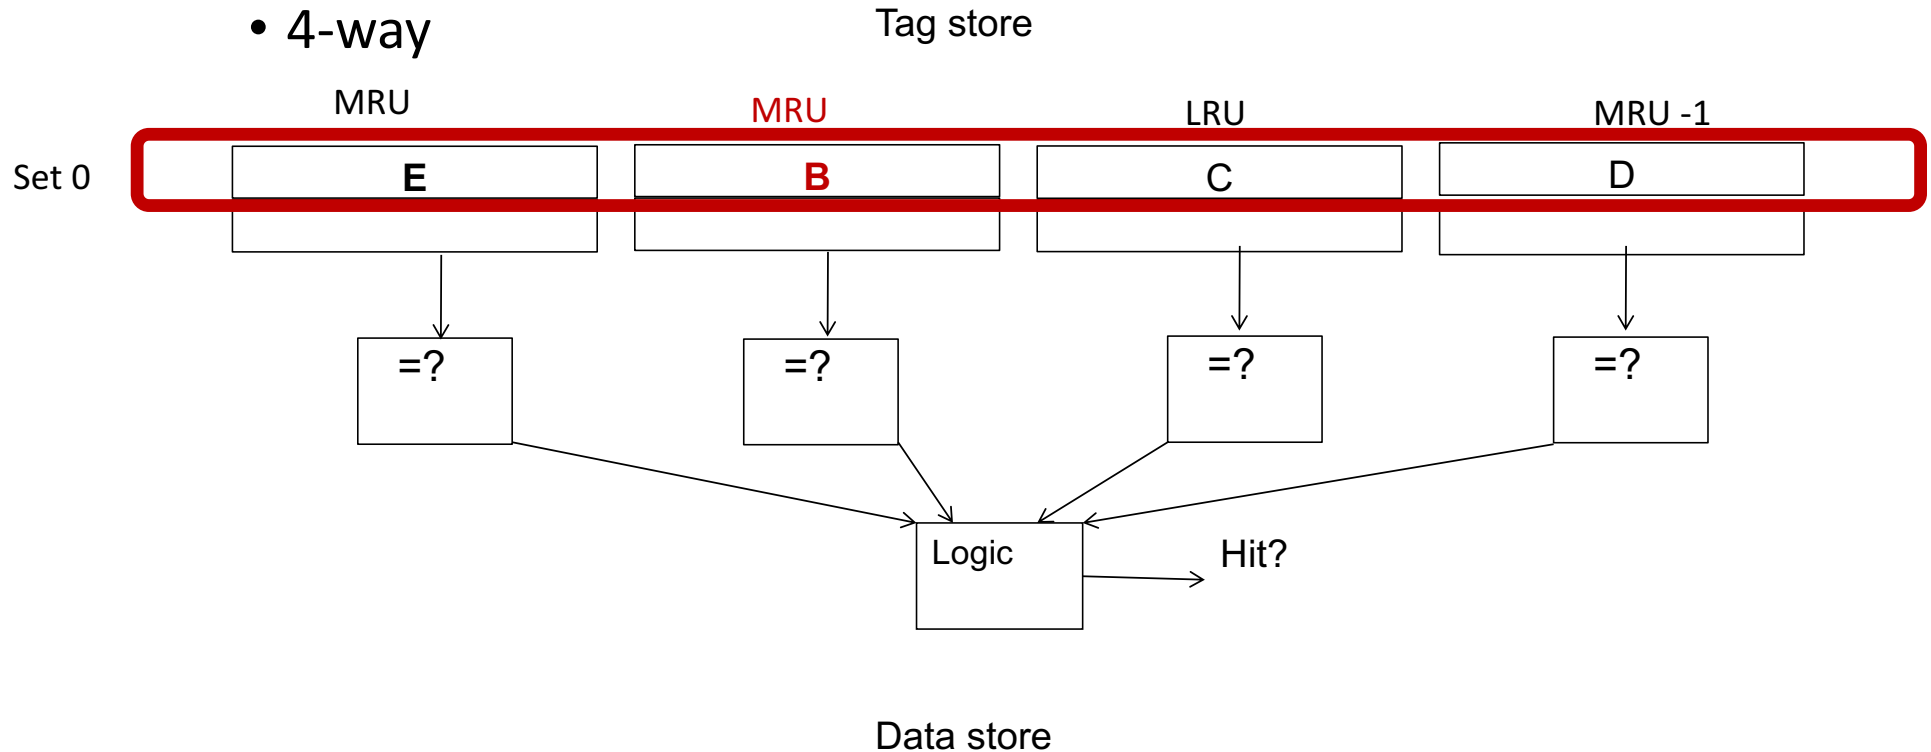 • 4-way
Tag store
MRU
MRU
LRU
MRU -1
Set 0
E
B
C
D
=?
=?
=?
=?
Logic
Hit?
Data store